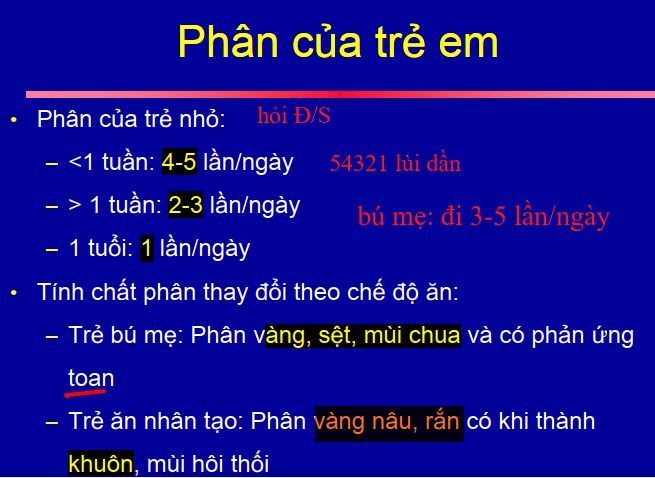 Phân của trẻ em
• Phân của trẻ nhỏ: hỏi Đ/S
– <1 tuần: 4-5 lần/ngày 54321 lùi dần
– > 1 tuần: 2-3 lần/ngày
bú mẹ: đi 3-5 lần/ngày
– 1 tuổi: 1 lần/ngày
• Tính chất phân thay đổi theo chế độ ăn:
– Trẻ bú mẹ: Phân vàng, sệt, mùi chua và có phản ứng
toan
– Trẻ ăn nhân tạo: Phân vàng nâu, rắn có khi thành
khuôn, mùi hôi thối